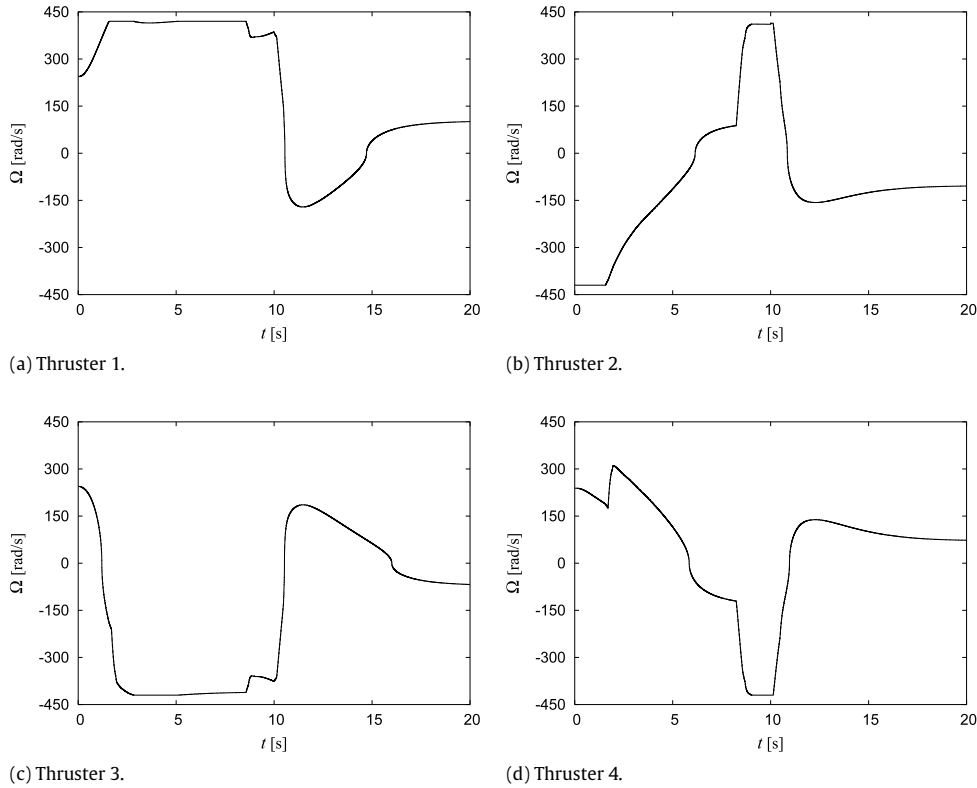 450
300
150
0
-150
-300
-450
Ω [rad/s]
0 5 10 15 20
t [s]
(a) Thruster 1.
450
300
150
0
-150
-300
-450
Ω [rad/s]
0 5 10 15 20
t [s]
(b) Thruster 2.
450
300
150
0
-150
-300
-450
Ω [rad/s]
0 5 10 15 20
t [s]
(c) Thruster 3.
450
300
150
0
-150
-300
-450
Ω [rad/s]
0 5 10 15 20
t [s]
(d) Thruster 4.